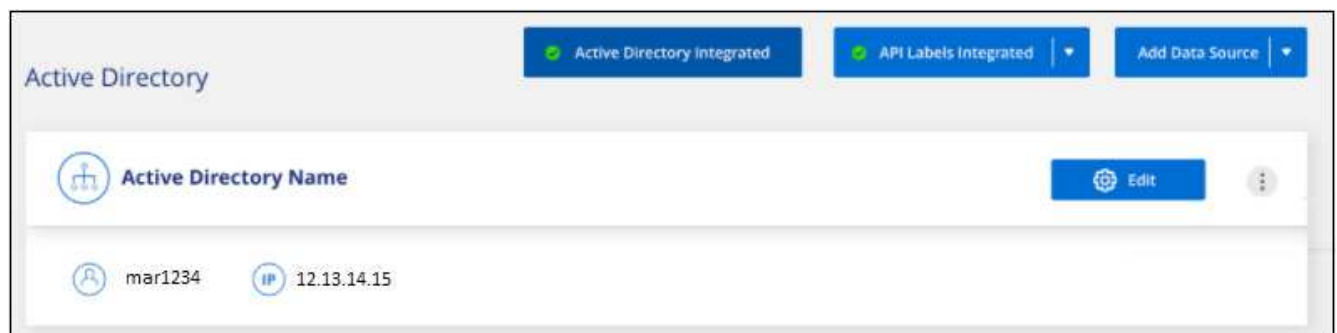 Active Directory Integrated
API Labels Integrated
Add Data Source
Active Directory
Active Directory Name
Edit
mar1234
IP
12.13.14.15